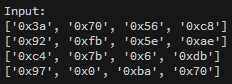 Input:
['0x3a', '0x70', '0x56', '0xc8']
['0x92', '0xfb', '0x5e', '0xae']
['0xc4', '0x7b', '0x6', '0xdb']
['0x97', '0x0', '0xba', '0x70']